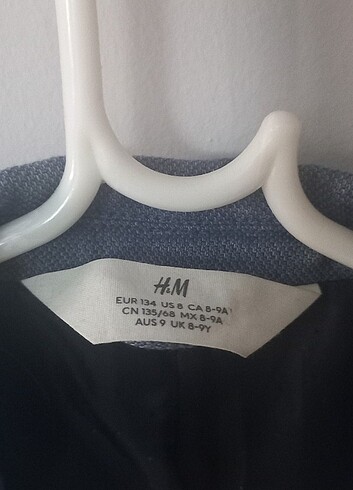 H&M
EUR 134 US 8 CA 8-9A
CN 135/68 MX 8-9A
AUS 9 UK 8-9Y